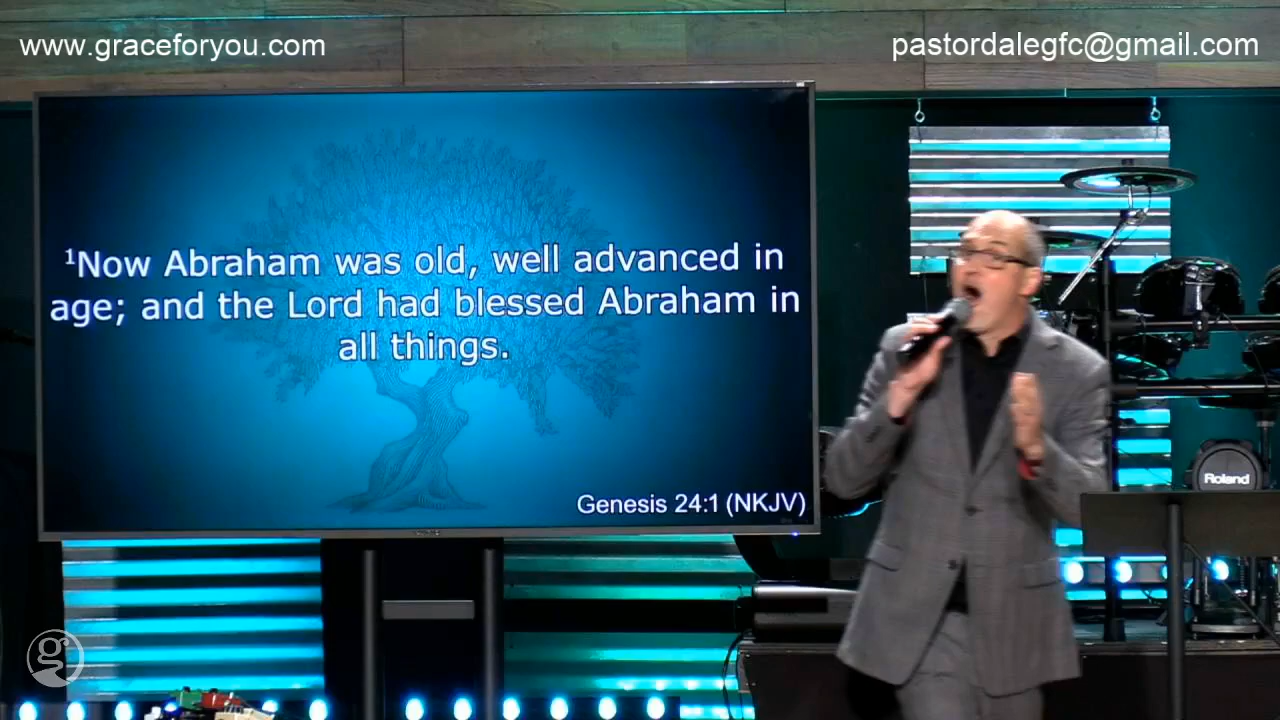 www.graceforyou.com
pastordalegfc@gmail.com
¹Now Abraham was old, well advanced in
age; and the Lord had blessed Abraham in
all things.
Genesis 24:1 (NKJV)
Roland
g